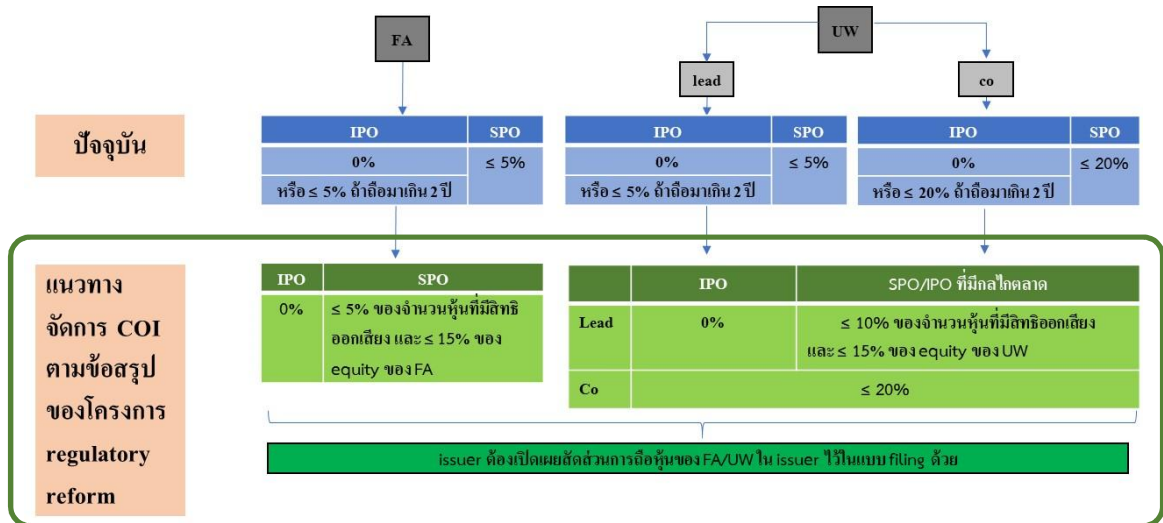 FA
UW
lead
co
ปัจจุบัน
IPO SPO
0% ≤ 5%
หรือ ≤ 5% ถ้าถือมาเกิน 2 ปี
IPO SPO
0% ≤ 5%
หรือ ≤ 5% ถ้าถือมาเกิน 2 ปี
IPO SPO
0% ≤ 20%
หรือ ≤ 20% ถ้าถือมาเกิน 2 ปี
แนวทาง
จัดการ COI
ตามข้อสรุป
ของโครงการ
regulatory
reform
IPO SPO
0% ≤ 5% ของจำนวนหุ้นที่มีสิทธิ
ออกเสียง และ ≤ 15% ของ
equity ของ FA
IPO SPO/IPO ที่มีกลไกตลาด
Lead 0% ≤ 10% ของจำนวนหุ้นที่มีสิทธิออกเสียง
และ ≤ 15% ของ equity ของ UW
Co ≤ 20%
issuer ต้องเปิดเผยสัดส่วนการถือหุ้นของ FA/UW ใน issuer ไว้ในแบบ filing ด้วย